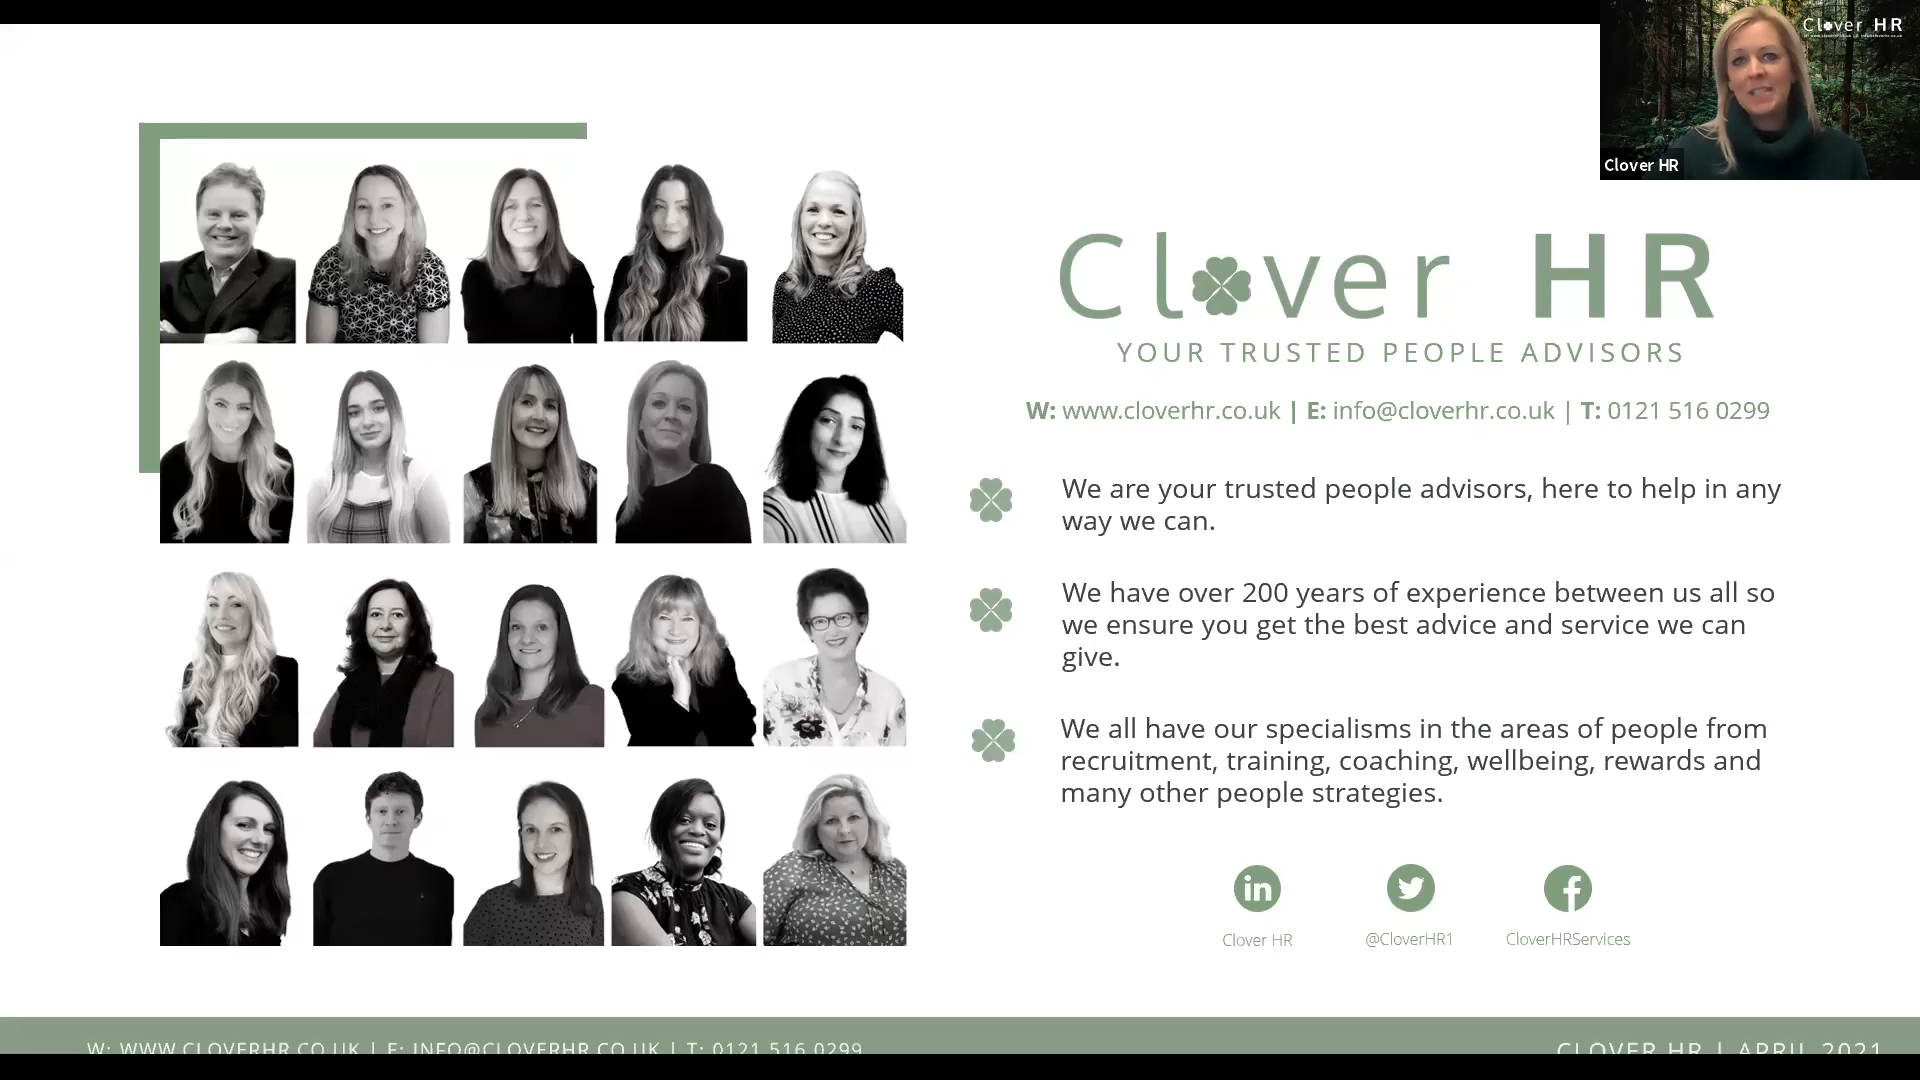 Clover HR
Clover HR
Clover HR
YOUR TRUSTED PEOPLE ADVISORS
W: www.cloverhr.co.uk | E: info@cloverhr.co.uk | T: 0121 516 0299
We are your trusted people advisors, here to help in any
way we can.
We have over 200 years of experience between us all so
we ensure you get the best advice and service we can
give.
We all have our specialisms in the areas of people from
recruitment, training, coaching, wellbeing, rewards and
many other people strategies.
in
Clover HR
@CloverHR1
CloverHRServices
W: WWW.CLOVERHR.CO.UK | E: INFO@CLOVERHR.CO.UK | T: 0121 516 0299
CLOVER HR | APRIL 2021